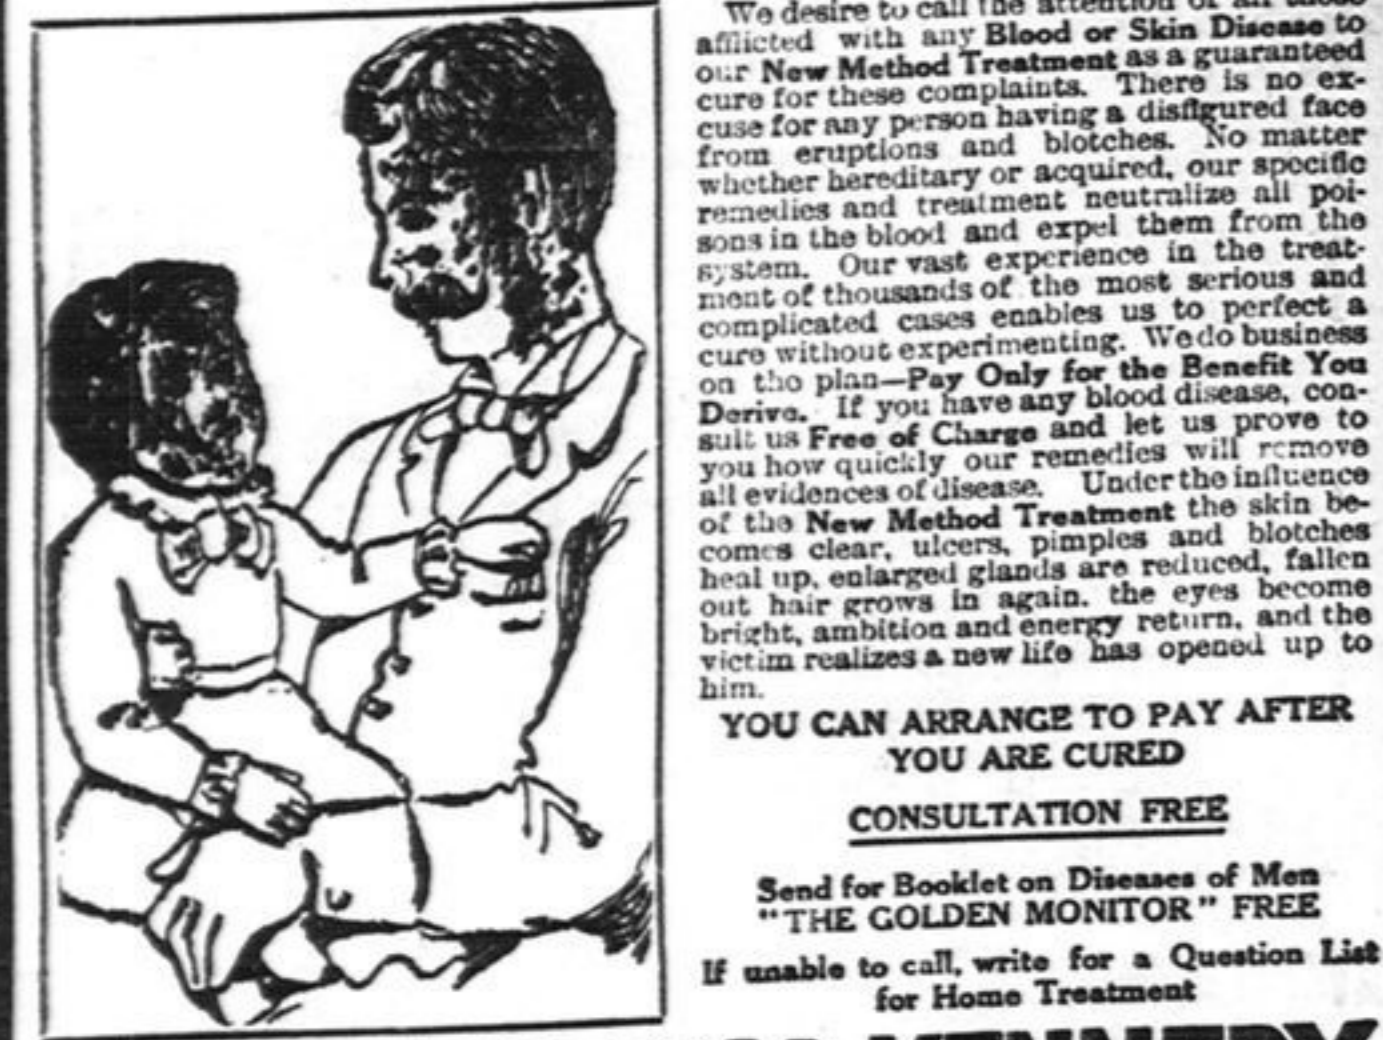 We desire to call the attention of all those
afflicted with any Blood or Skin Disease to
our New Method Treatment as a guaranteed
cure for these complaints. There is no ex-
cuse for any person having a disfigured face
from eruptions and blotches. No matter
whether hereditary or acquired, our specific
remedies and treatment neutralize all poi-
sons in the blood and expel them from the
system. Our vast experience in the treat-
ment of thousands of the most serious and
complicated cases enables us to perfect a
cure without experimenting. We do business
on the plan—Pay Only for the Benefit You
Derive. If you have any blood disease, con-
sult us Free of Charge and let us prove to
you how quickly our remedies will remove
all evidences of disease. Under the influence
of the New Method Treatment the skin be-
comes clear, ulcers, pimples and blotches
heal up, enlarged glands are reduced, fallen
out hair grows in again, the eyes become
bright, ambition and energy return, and the
victim realizes a new life has opened up to
him.
YOU CAN ARRANGE TO PAY AFTER
YOU ARE CURED
CONSULTATION FREE
Send for Booklet on Diseases of Men
"THE GOLDEN MONITOR" FREE
If unable to call, write for a Question List
for Home Treatment